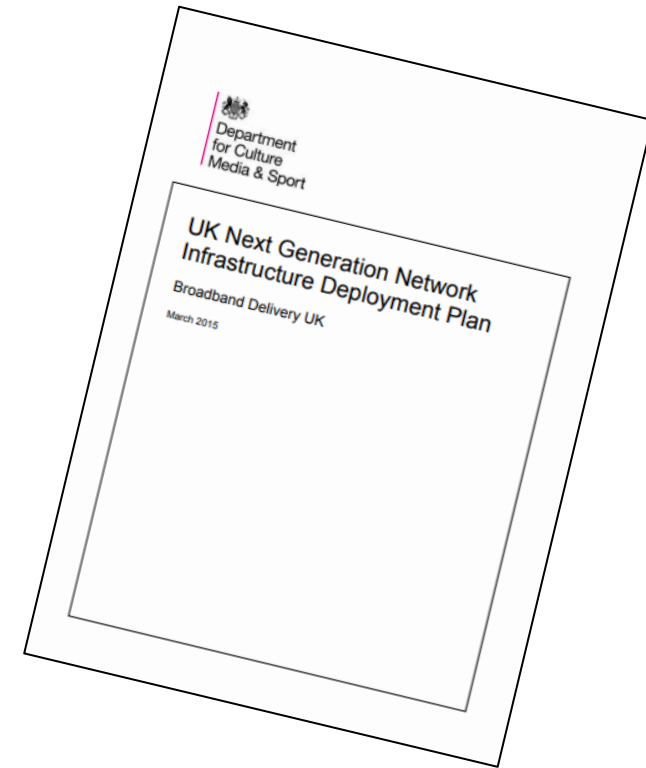 Department
for Culture
Media & Sport
UK Next Generation Network
Infrastructure Deployment Plan
Broadband Delivery UK
March 2015